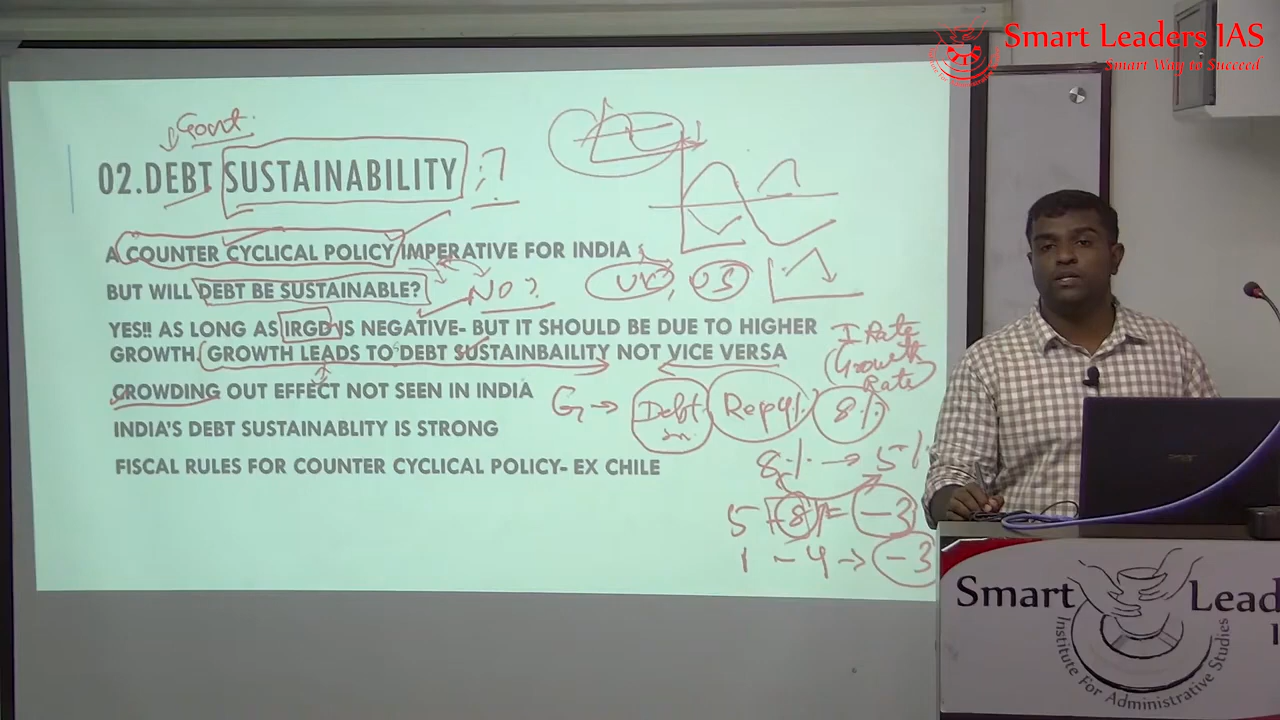 Smart Leaders IAS
Smart Way to Succeed
Govt.
02.DEBT SUSTAINABILITY ?
A COUNTER CYCLICAL POLICY IMPERATIVE FOR INDIA
UK?, US
BUT WILL DEBT BE SUSTAINABLE?
NO?
YES!! AS LONG AS IRGD IS NEGATIVE- BUT IT SHOULD BE DUE TO HIGHER
GROWTH. GROWTH LEADS TO DEBT SUSTAINBAILITY NOT VICE VERSA
I Rate
Growth
Rate
CROWDING OUT EFFECT NOT SEEN IN INDIA
G → Debt Repay 8%
INDIA'S DEBT SUSTAINABLITY IS STRONG
8% → 5%
FISCAL RULES FOR COUNTER CYCLICAL POLICY- EX CHILE
5 - 8 = -3
1 - 4 → -3
Smart Lead
I
Institute For Administrative Studies